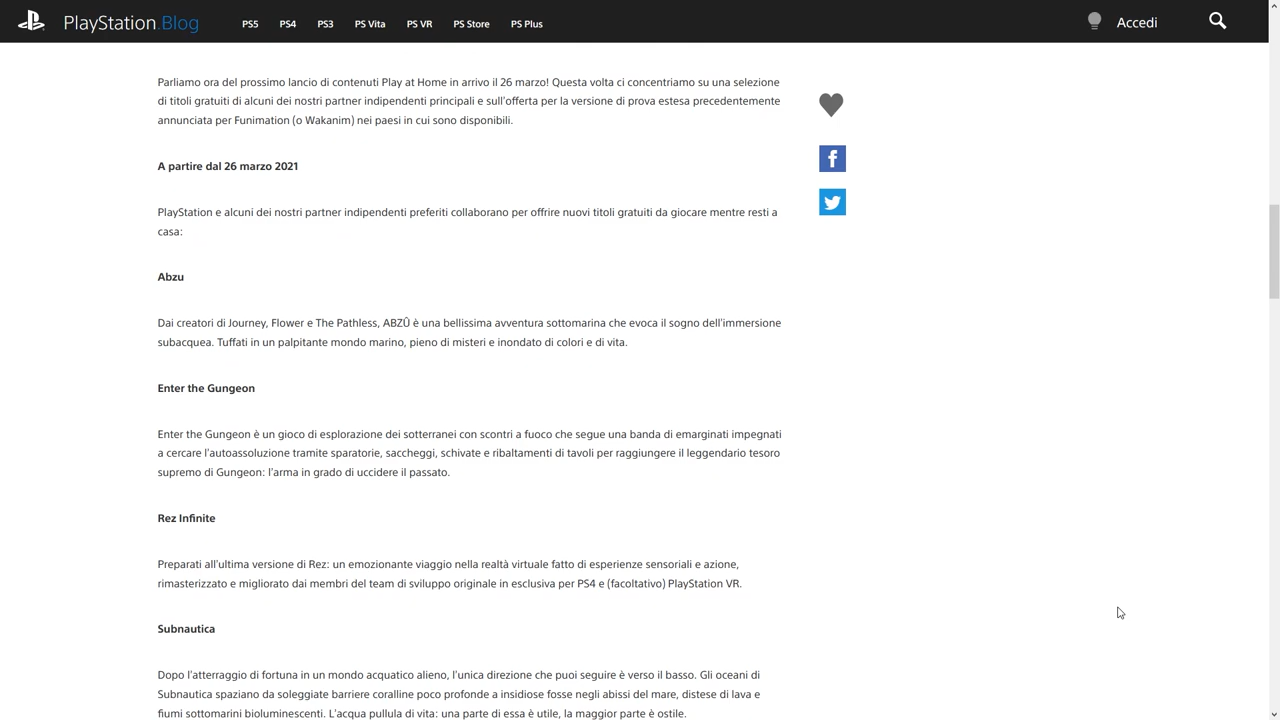 PlayStation.Blog PS5 PS4 PS3 PS Vita PS VR PS Store PS Plus Accedi
Parliamo ora del prossimo lancio di contenuti Play at Home in arrivo il 26 marzo! Questa volta ci concentriamo su una selezione
di titoli gratuiti di alcuni dei nostri partner indipendenti principali e sull'offerta per la versione di prova estesa precedentemente
annunciata per Funimation (o Wakanim) nei paesi in cui sono disponibili.
A partire dal 26 marzo 2021
PlayStation e alcuni dei nostri partner indipendenti preferiti collaborano per offrire nuovi titoli gratuiti da giocare mentre resti a
casa:
Abzu
Dai creatori di Journey, Flower e The Pathless, ABZÛ è una bellissima avventura sottomarina che evoca il sogno dell'immersione
subacquea. Tuffati in un palpitante mondo marino, pieno di misteri e inondato di colori e di vita.
Enter the Gungeon
Enter the Gungeon è un gioco di esplorazione dei sotterranei con scontri a fuoco che segue una banda di emarginati impegnati
a cercare l'autoassoluzione tramite sparatorie, saccheggi, schivate e ribaltamenti di tavoli per raggiungere il leggendario tesoro
supremo di Gungeon: l'arma in grado di uccidere il passato.
Rez Infinite
Preparati all'ultima versione di Rez: un emozionante viaggio nella realtà virtuale fatto di esperienze sensoriali e azione,
rimasterizzato e migliorato dai membri del team di sviluppo originale in esclusiva per PS4 e (facoltativo) PlayStation VR.
Subnautica
Dopo l'atterraggio di fortuna in un mondo acquatico alieno, l'unica direzione che puoi seguire è verso il basso. Gli oceani di
Subnautica spaziano da soleggiate barriere coralline poco profonde a insidiose fosse negli abissi del mare, distese di lava e
fiumi sottomarini bioluminescenti. L'acqua pullula di vita: una parte di essa è utile, la maggior parte è ostile.